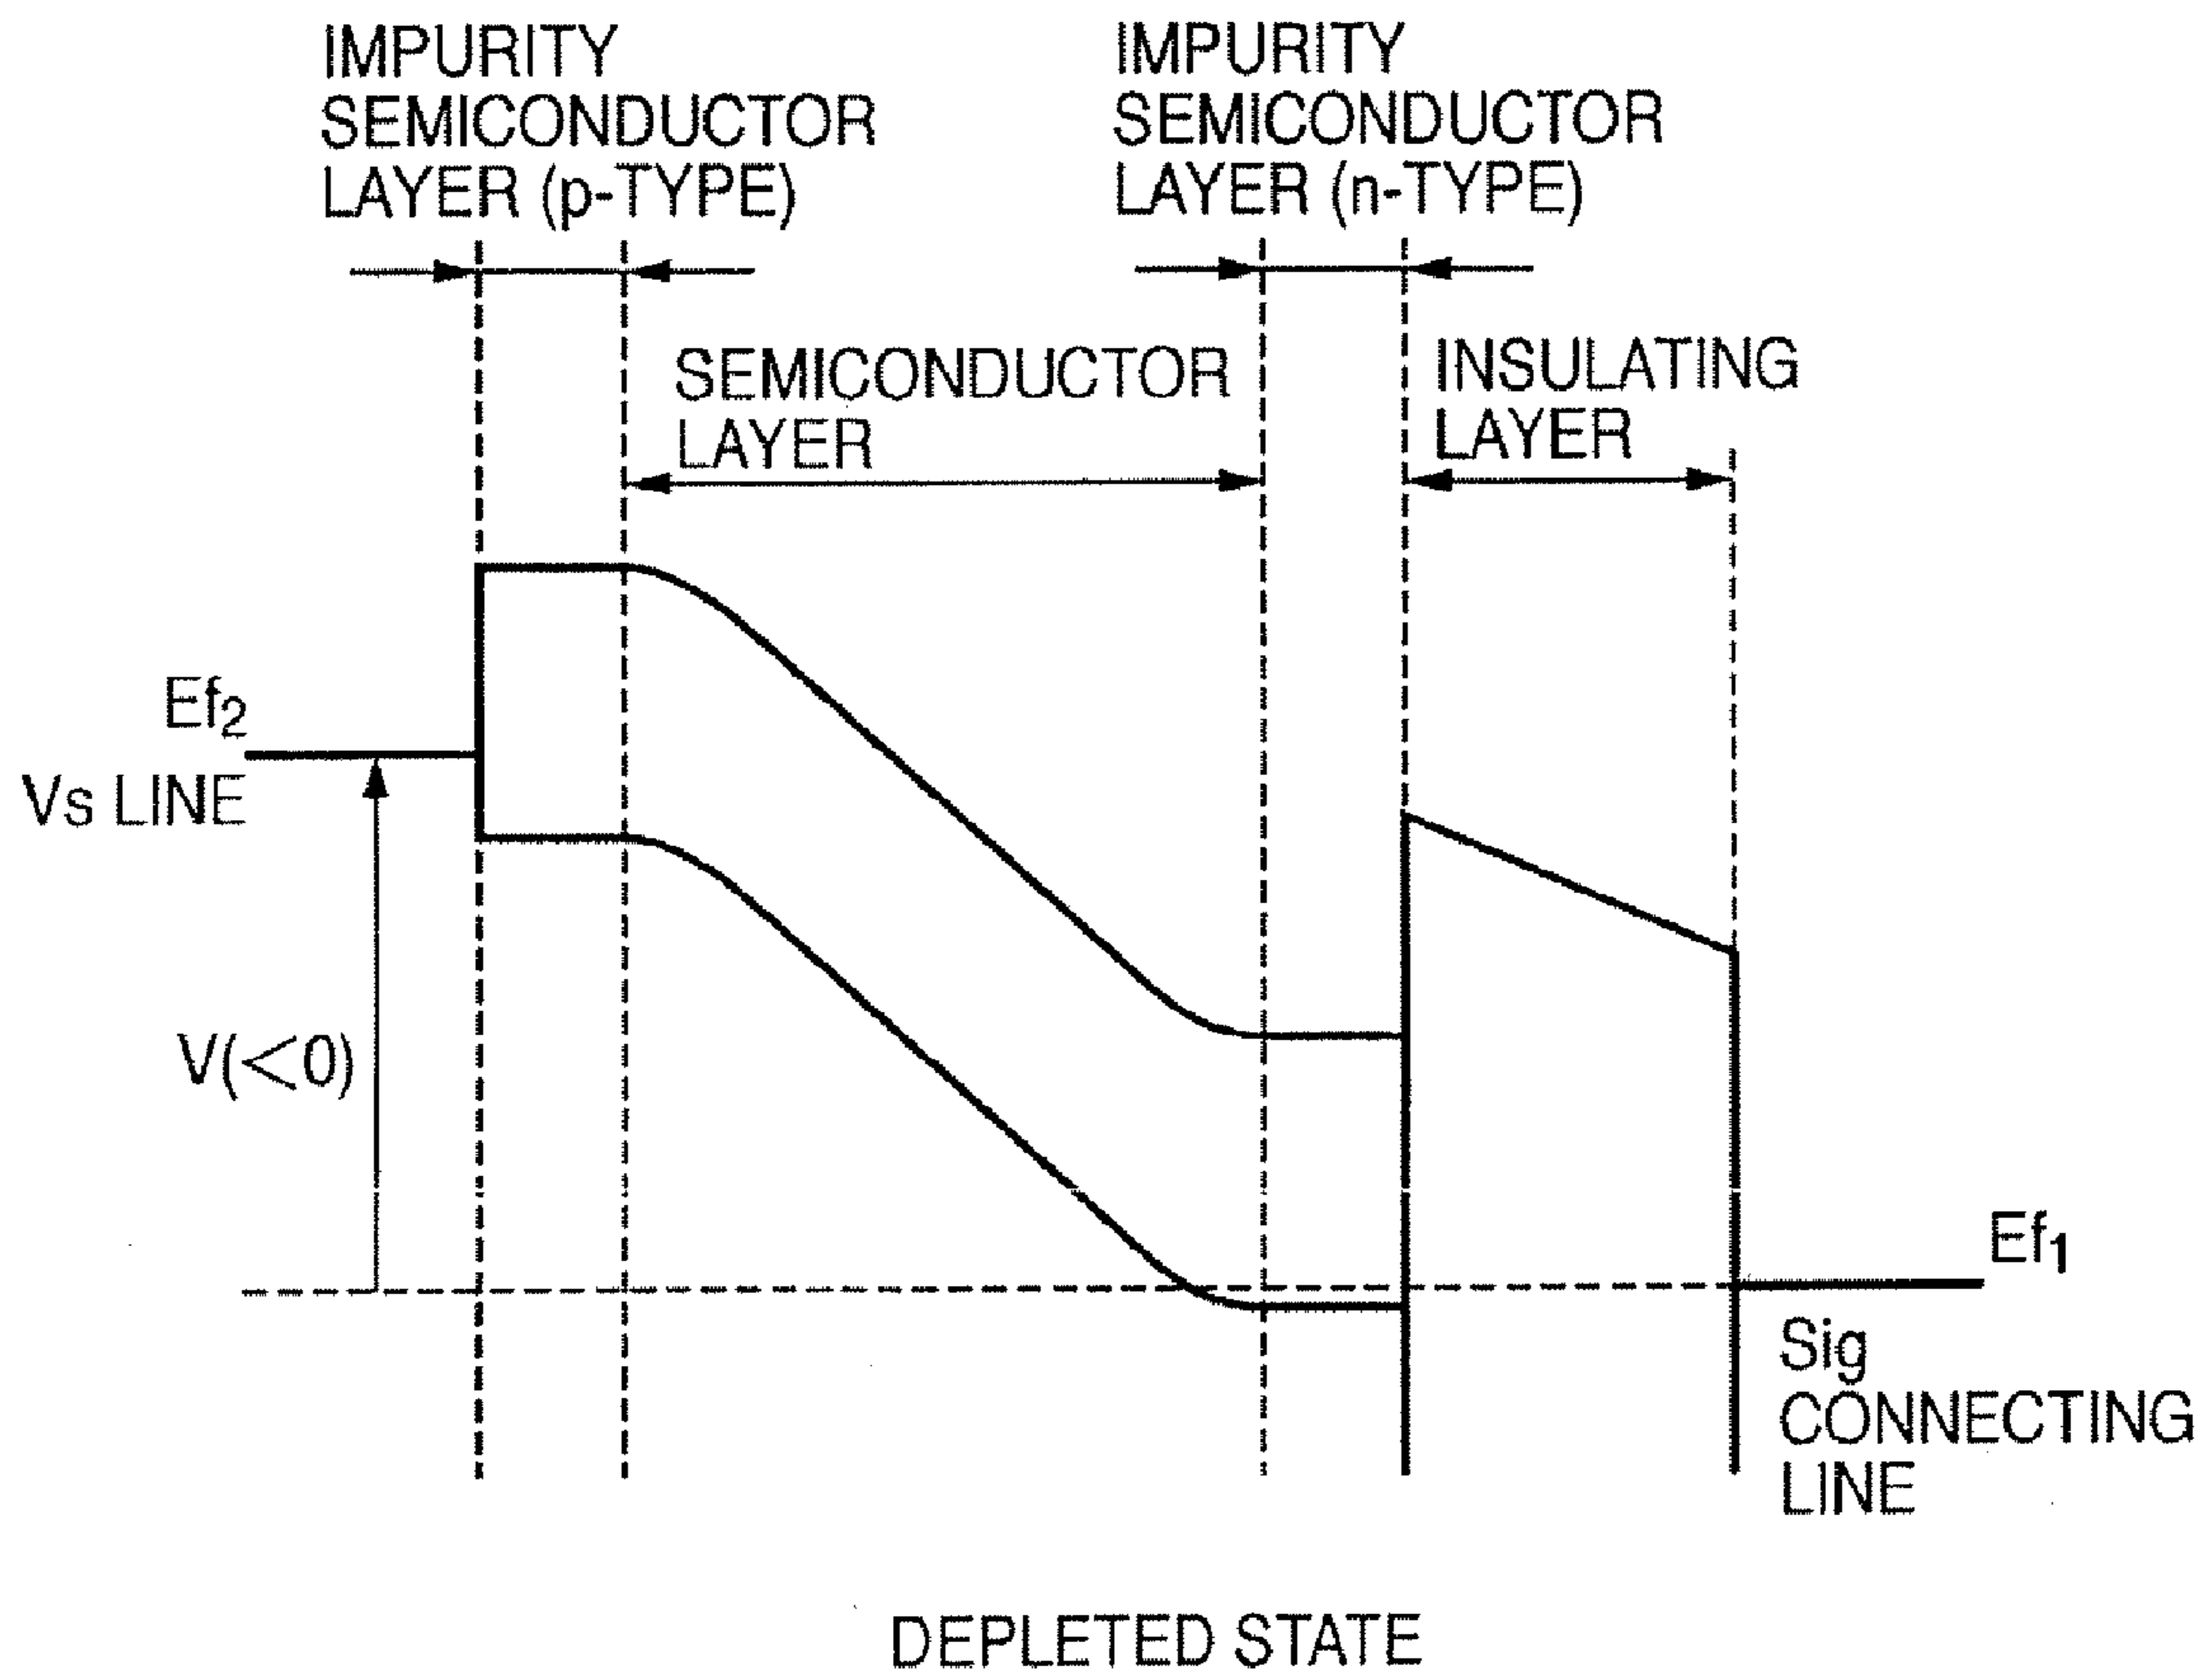 IMPURITY
SEMICONDUCTOR
LAYER (p-TYPE)
IMPURITY
SEMICONDUCTOR
LAYER (n-TYPE)
SEMICONDUCTOR
LAYER
INSULATING
LAYER
Ef2
Vs LINE
V(<0)
Ef1
Sig
CONNECTING
LINE
DEPLETED STATE